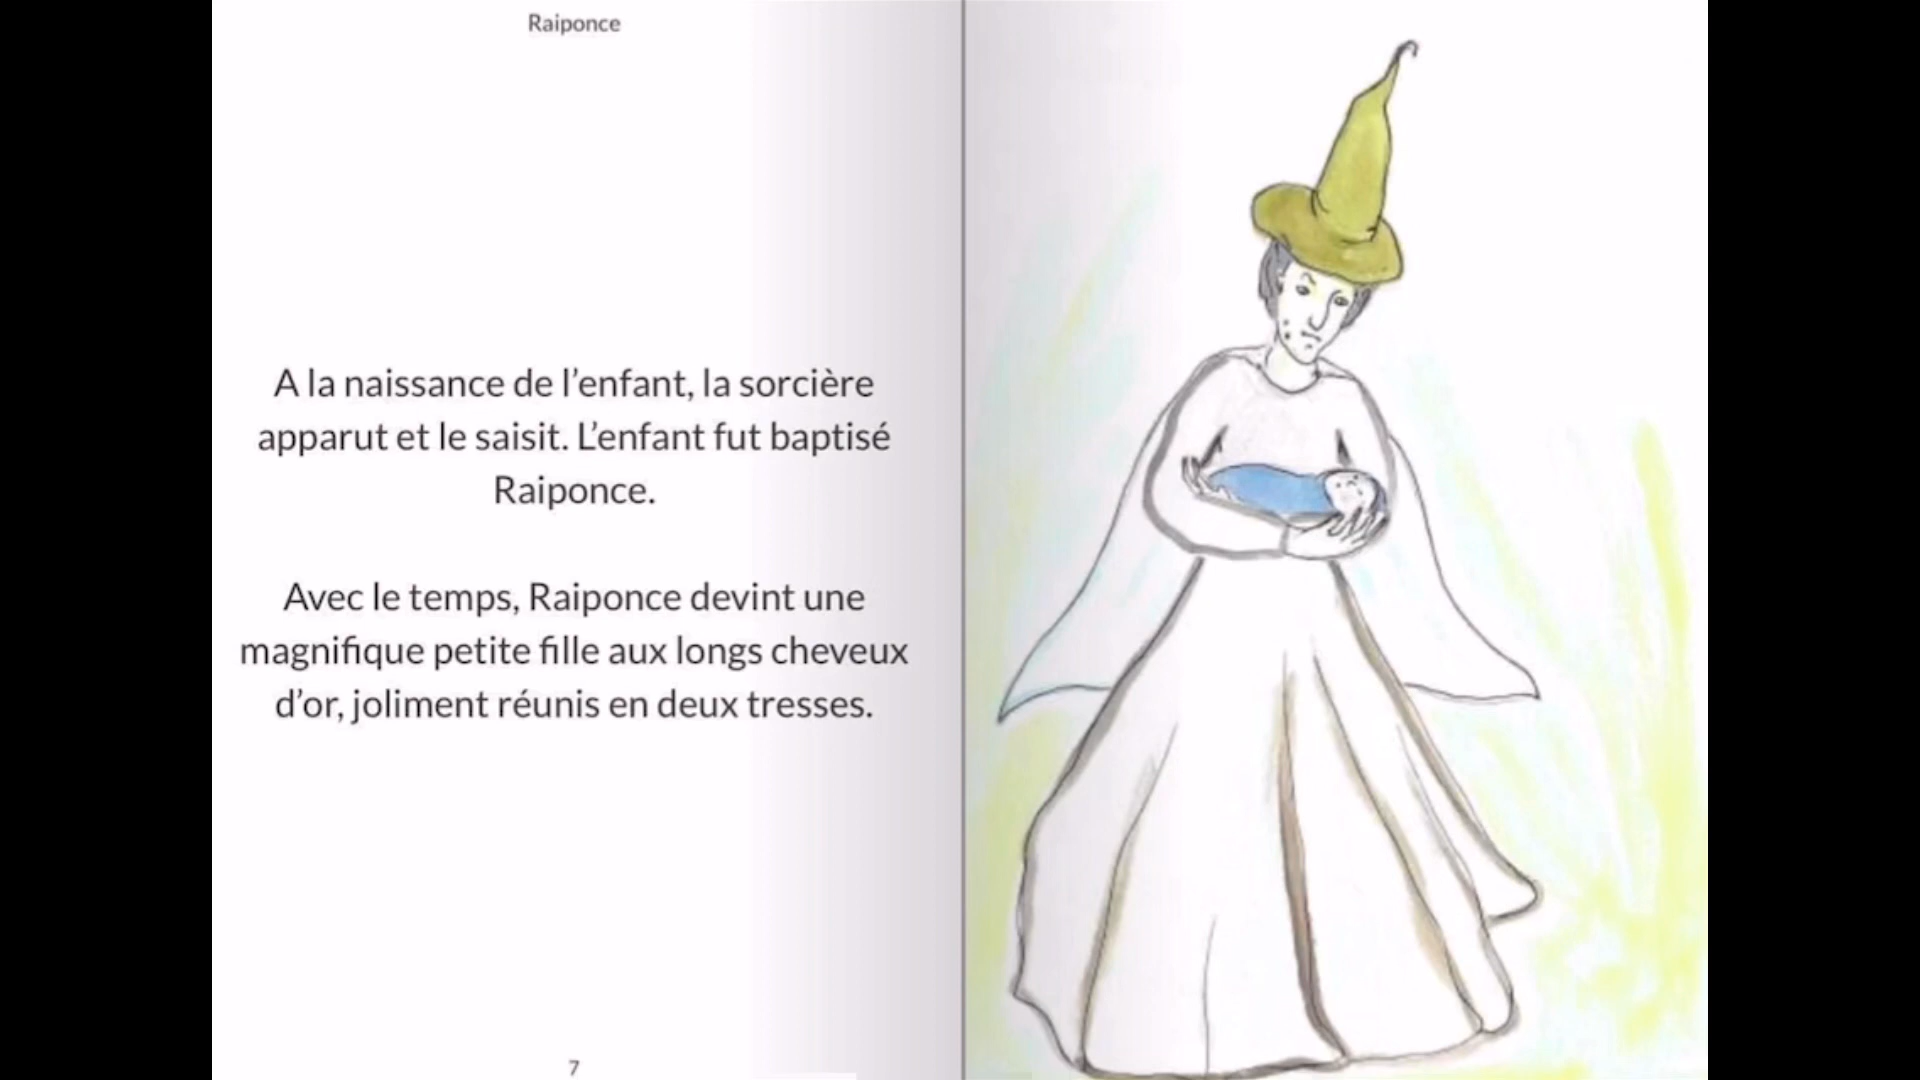 Raiponce
A la naissance de l’enfant, la sorcière
apparut et le saisit. L’enfant fut baptisé
Raiponce.
Avec le temps, Raiponce devint une
magnifique petite fille aux longs cheveux
d’or, joliment réunis en deux tresses.
7